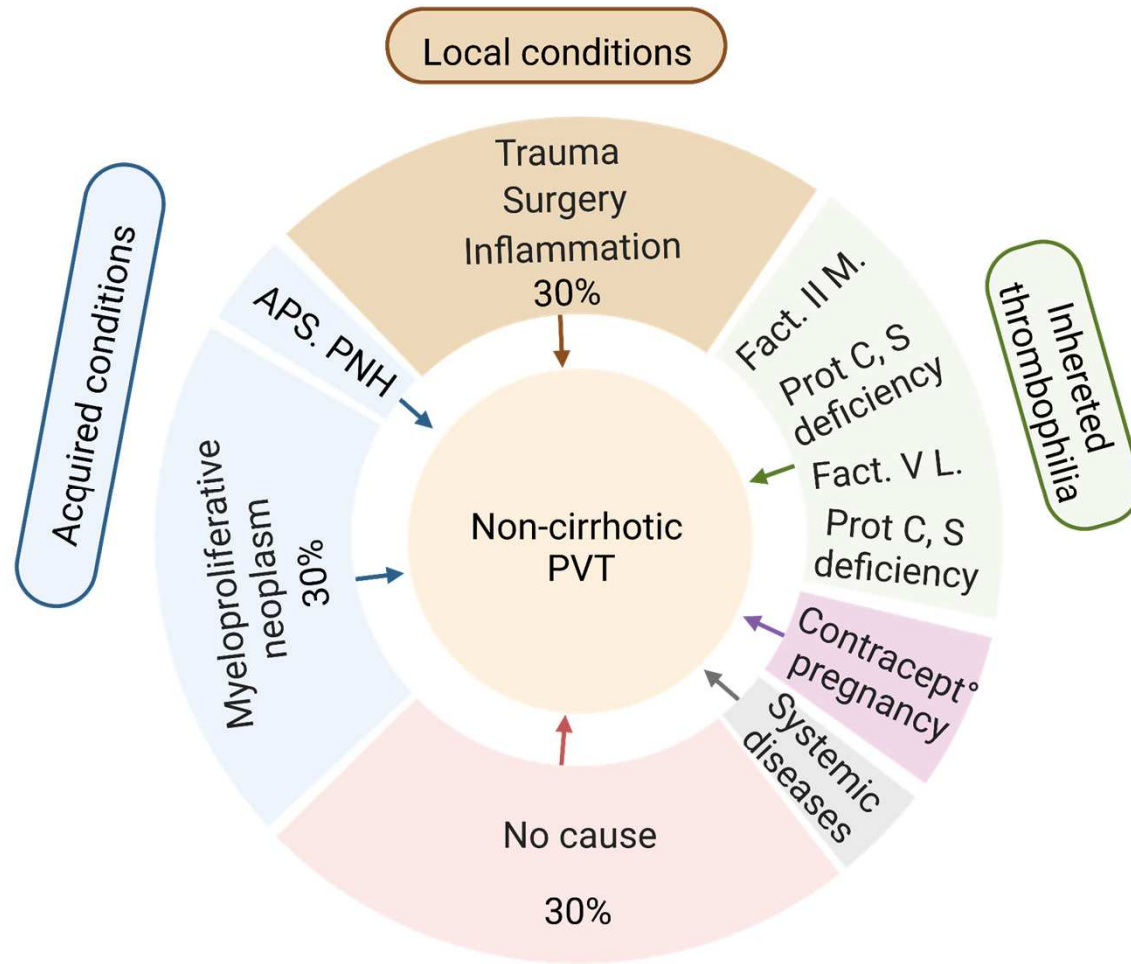 Local conditions
Trauma
Surgery
Inflammation
30%
Acquired conditions
APS. PNH
Myeloproliferative
neoplasm
30%
Non-cirrhotic
PVT
Fact. II M.
Prot C, S
deficiency
Fact. V L.
Prot C, S
deficiency
Inhereted
thrombophilia
Contracept°
pregnancy
Systemic
diseases
No cause
30%